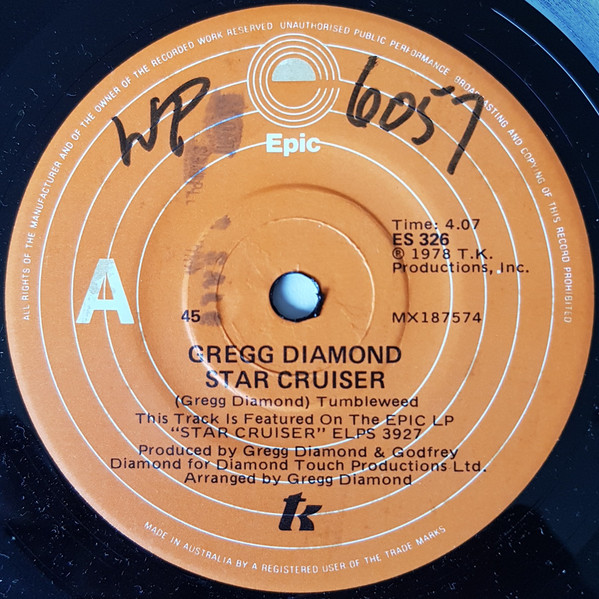 ALL RIGHTS OF THE MANUFACTURER AND OF THE OWNER OF THE RECORDED WORK RESERVED UNAUTHORISED PUBLIC PERFORMANCE BROADCASTING AND COPYING OF THIS RECORD PROHIBITED
WP
6057
Epic
Time: 4.07
ES 326
℗ 1978 T.K.
Productions, Inc.
A
45
MX187574
GREGG DIAMOND
STAR CRUISER
(Gregg Diamond) Tumbleweed
This Track Is Featured On The EPIC LP
"STAR CRUISER" ELPS 3927
Produced by Gregg Diamond & Godfrey
Diamond for Diamond Touch Productions Ltd.
Arranged by Gregg Diamond
tk
MADE IN AUSTRALIA BY A REGISTERED USER OF THE TRADE MARKS